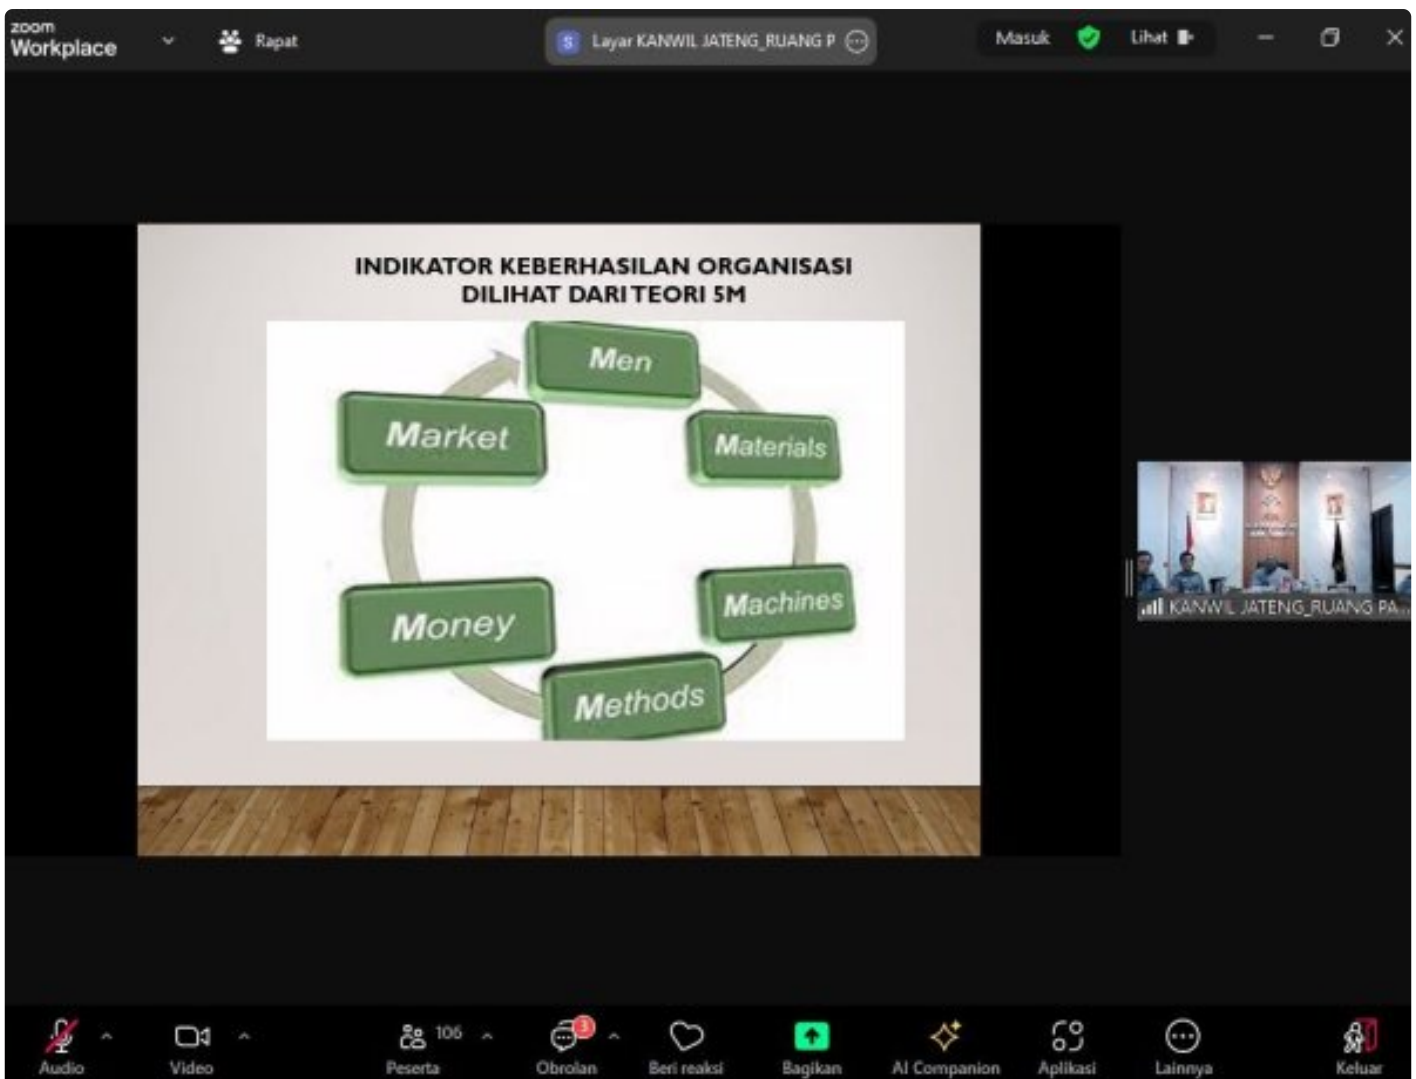 zoom
Workplace
Rapat
S
Layar KANWIL JATENG_RUANG P
Masuk
Lihat
INDIKATOR KEBERHASILAN ORGANISASI
DILIHAT DARI TEORI 5M
Men
Market
Materials
Machines
Money
Methods
KANWIL JATENG_RUANG PA...
Audio
Video
106
Peserta
3
Obrolan
Beri reaksi
Bagikan
AI Companion
Aplikasi
Lainnya
Keluar